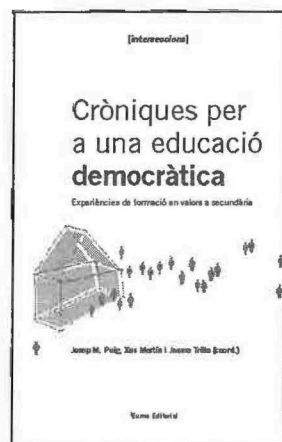 [interseccions]
Cròniques per
a una educació
democràtica
Experiències de formació en valors a secundària
Josep M. Puig, Xus Martín i Jaume Trilla (coord.)
Eumo Editorial